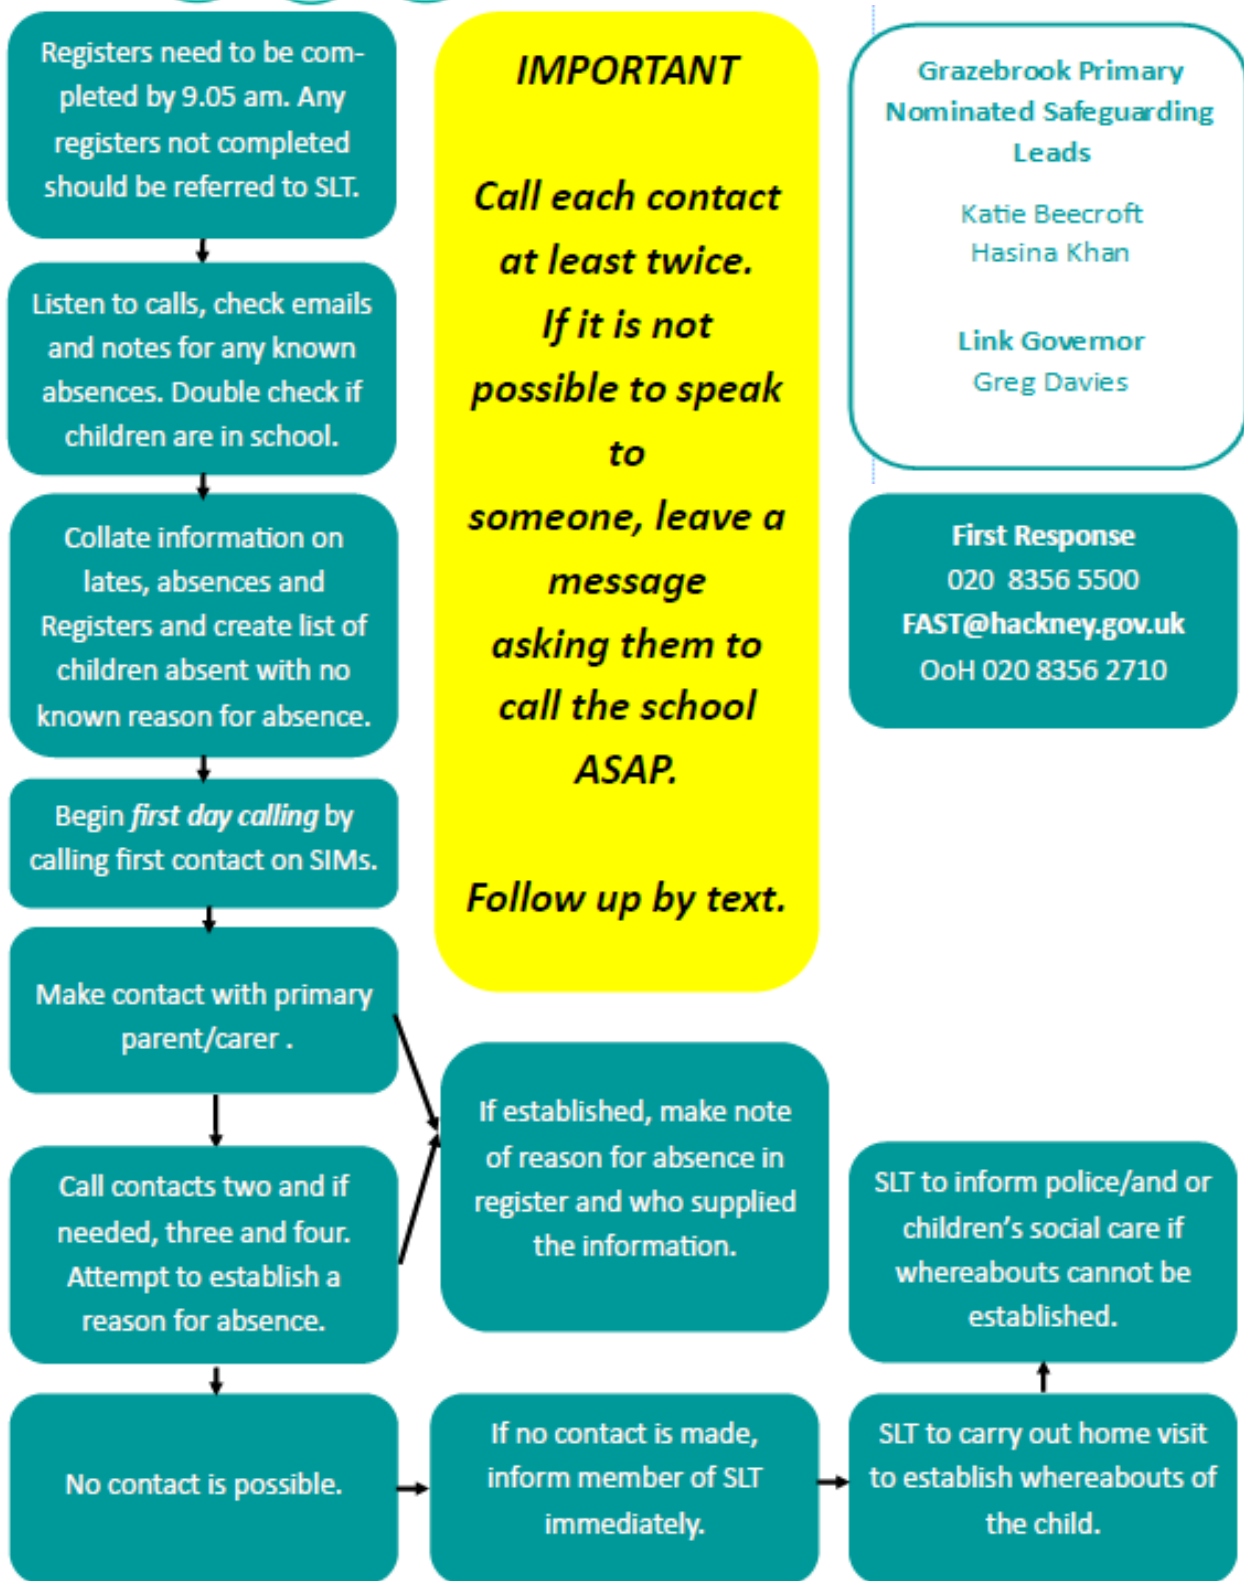 Registers need to be com-
pleted by 9.05 am. Any
registers not completed
should be referred to SLT.
Listen to calls, check emails
and notes for any known
absences. Double check if
children are in school.
Collate information on
lates, absences and
Registers and create list of
children absent with no
known reason for absence.
Begin first day calling by
calling first contact on SIMs.
Make contact with primary
parent/carer .
Call contacts two and if
needed, three and four.
Attempt to establish a
reason for absence.
No contact is possible.
IMPORTANT
Call each contact
at least twice.
If it is not
possible to speak
to
someone, leave a
message
asking them to
call the school
ASAP.
Follow up by text.
If established, make note
of reason for absence in
register and who supplied
the information.
If no contact is made,
inform member of SLT
immediately.
Grazebrook Primary
Nominated Safeguarding
Leads
Katie Beecroft
Hasina Khan
Link Governor
Greg Davies
First Response
020  8356 5500
FAST@hackney.gov.uk
OoH 020 8356 2710
SLT to inform police/and or
children’s social care if
whereabouts cannot be
established.
SLT to carry out home visit
to establish whereabouts of
the child.